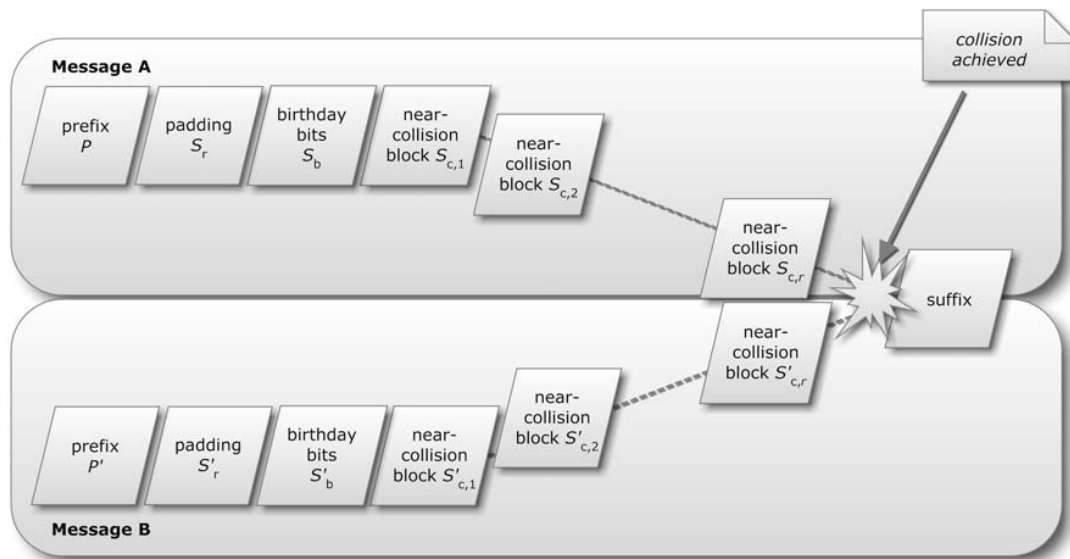 Message A
collision
achieved
prefix
P
padding
Sr
birthday
bits
Sb
near-
collision
block Sc,1
near-
collision
block Sc,2
near-
collision
block Sc,r
suffix
near-
collision
block S'c,r
near-
collision
block S'c,2
prefix
P'
padding
S'r
birthday
bits
S'b
near-
collision
block S'c,1
Message B